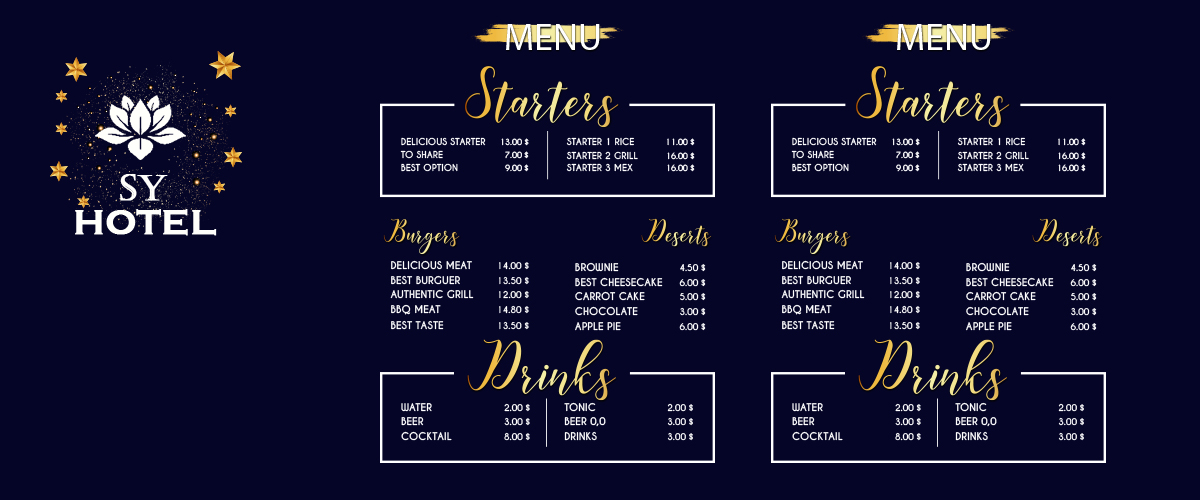 SY
HOTEL
MENU
Starters
DELICIOUS STARTER 13.00 $
TO SHARE 7.00 $
BEST OPTION 9.00 $
STARTER 1 RICE 11.00 $
STARTER 2 GRILL 16.00 $
STARTER 3 MEX 16.00 $
Burgers
DELICIOUS MEAT 14.00 $
BEST BURGUER 13.50 $
AUTHENTIC GRILL 12.00 $
BBQ MEAT 14.80 $
BEST TASTE 13.50 $
Deserts
BROWNIE 4.50 $
BEST CHEESECAKE 6.00 $
CARROT CAKE 5.00 $
CHOCOLATE 3.00 $
APPLE PIE 6.00 $
Drinks
WATER 2.00 $
BEER 3.00 $
COCKTAIL 8.00 $
TONIC 2.00 $
BEER 0,0 3.00 $
DRINKS 3.00 $
MENU
Starters
DELICIOUS STARTER 13.00 $
TO SHARE 7.00 $
BEST OPTION 9.00 $
STARTER 1 RICE 11.00 $
STARTER 2 GRILL 16.00 $
STARTER 3 MEX 16.00 $
Burgers
DELICIOUS MEAT 14.00 $
BEST BURGUER 13.50 $
AUTHENTIC GRILL 12.00 $
BBQ MEAT 14.80 $
BEST TASTE 13.50 $
Deserts
BROWNIE 4.50 $
BEST CHEESECAKE 6.00 $
CARROT CAKE 5.00 $
CHOCOLATE 3.00 $
APPLE PIE 6.00 $
Drinks
WATER 2.00 $
BEER 3.00 $
COCKTAIL 8.00 $
TONIC 2.00 $
BEER 0,0 3.00 $
DRINKS 3.00 $